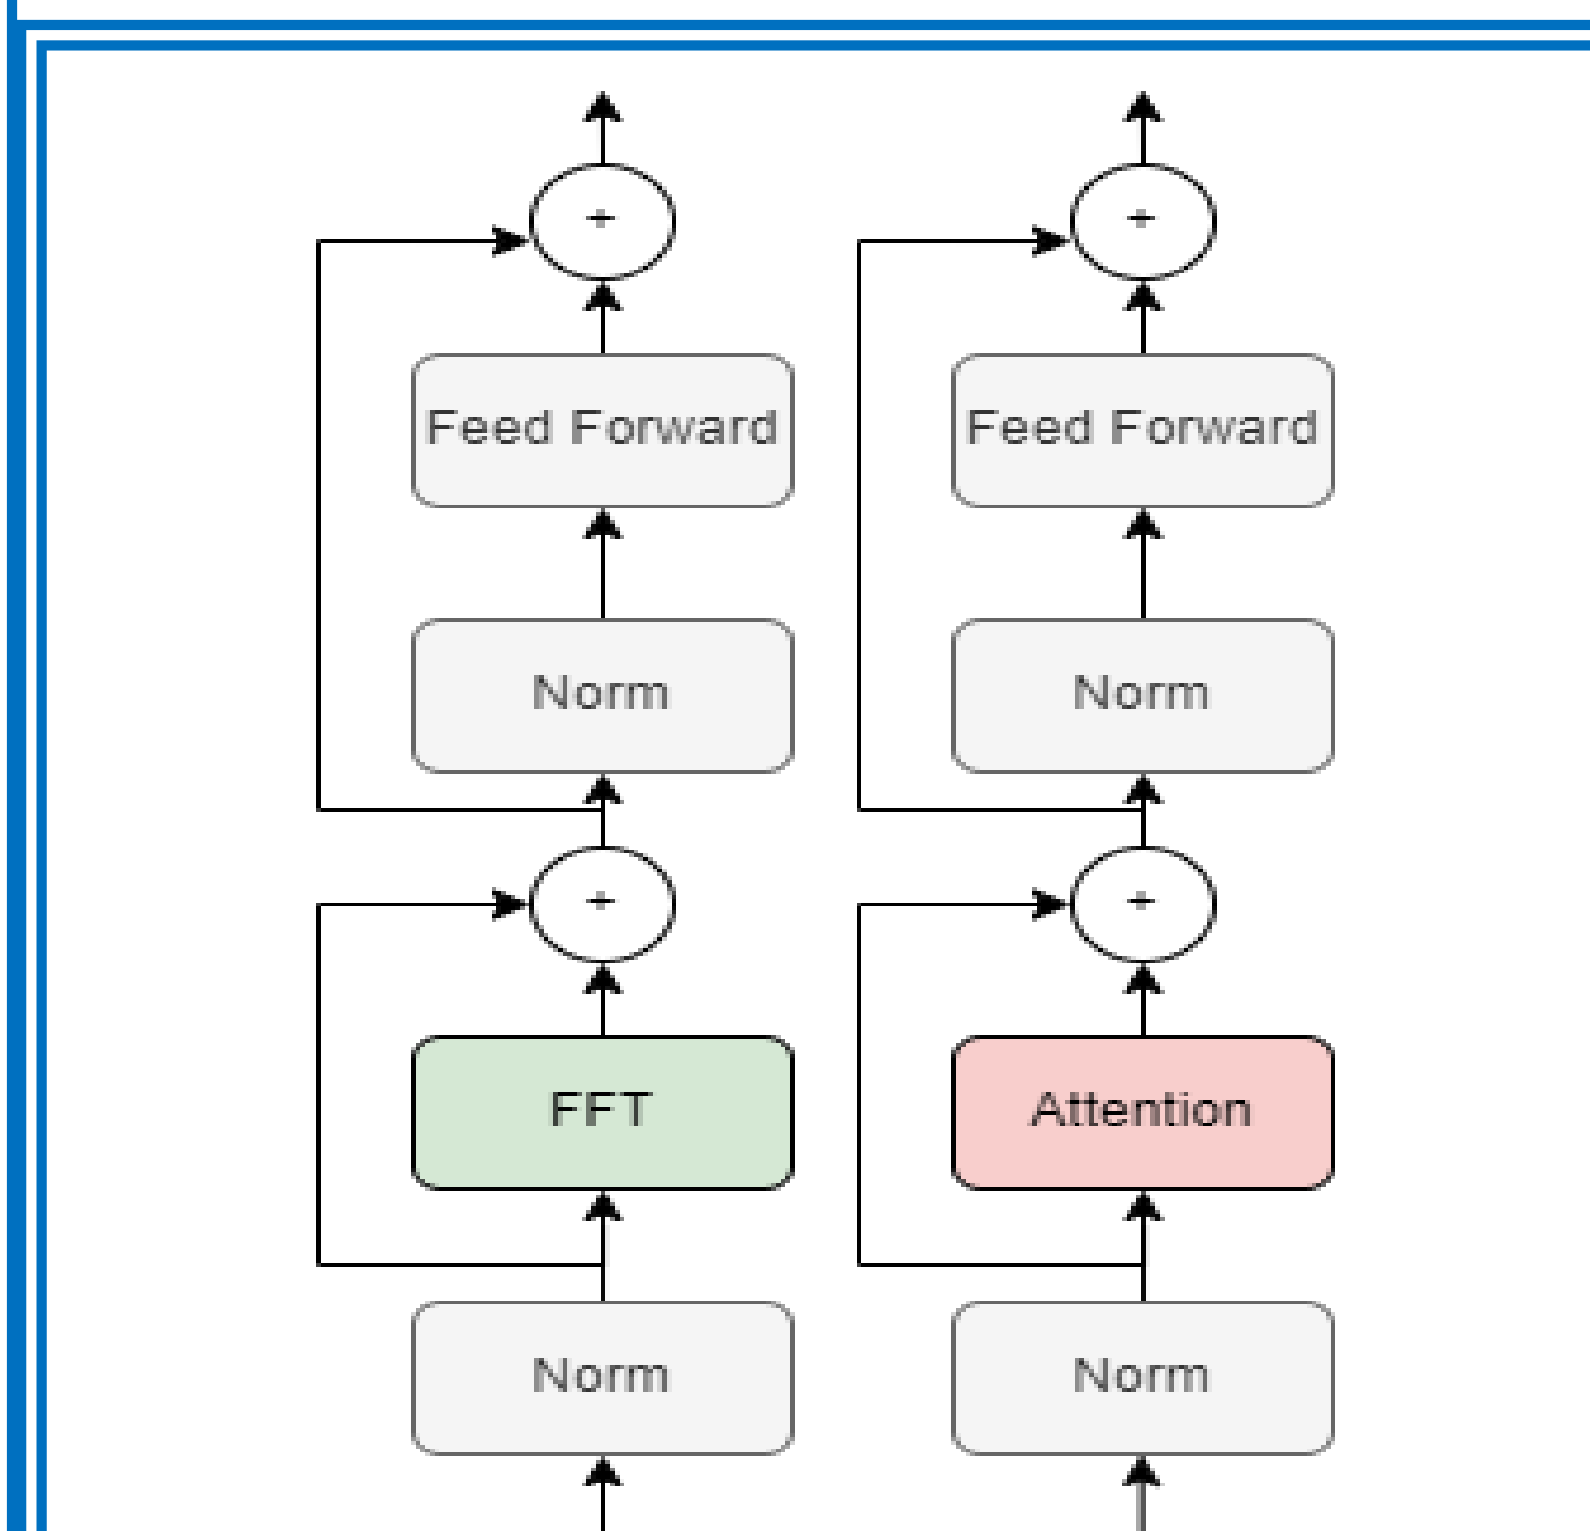 +
+
Feed Forward
Feed Forward
Norm
Norm
+
+
FFT
Attention
Norm
Norm